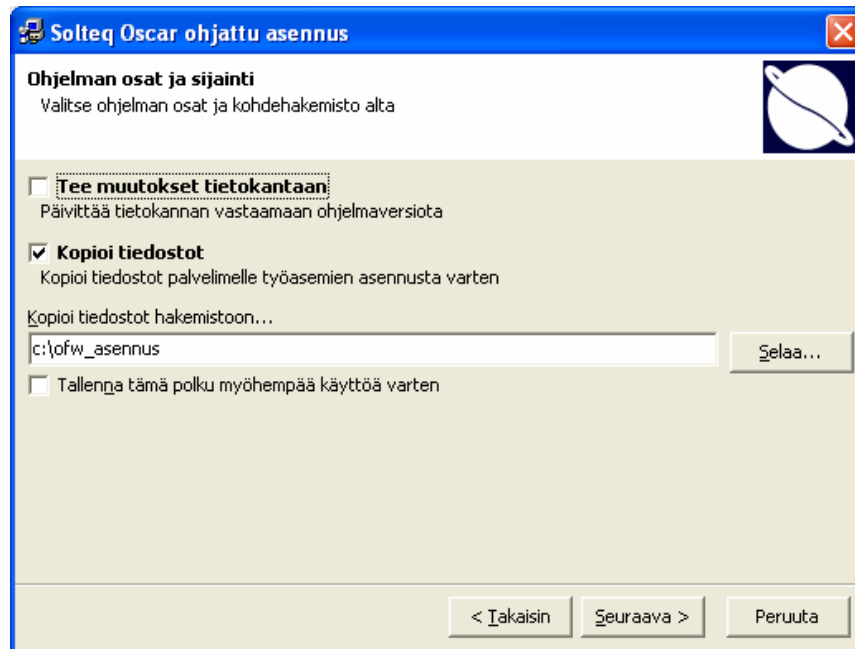 Solteq Oscar ohjattu asennus
Ohjelman osat ja sijainti
Valitse ohjelman osat ja kohdehakemisto alta
Tee muutokset tietokantaan
Päivittää tietokannan vastaamaan ohjelmaversiota
Kopioi tiedostot
Kopioi tiedostot palvelimelle työasemien asennusta varten
Kopioi tiedostot hakemistoon...
c:\ofw_asennus
Selaa...
Tallenna tämä polku myöhempää käyttöä varten
< Takaisin
Seuraava >
Peruuta